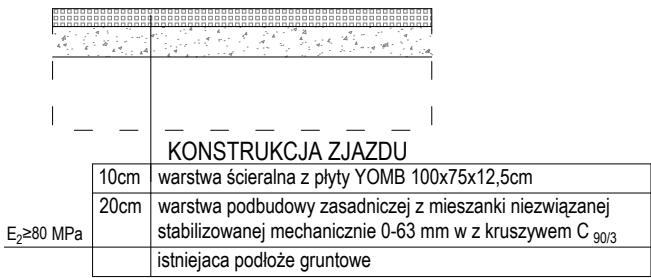 KONSTRUKCJA ZJAZDU
10cm warstwa ścieralna z płyty YOMB 100x75x12,5cm
20cm warstwa podbudowy zasadniczej z mieszanki niezwiązanej
E2≥80 MPa stabilizowanej mechanicznie 0-63 mm w z kruszywem C 90/3
istniejaca podłoże gruntowe